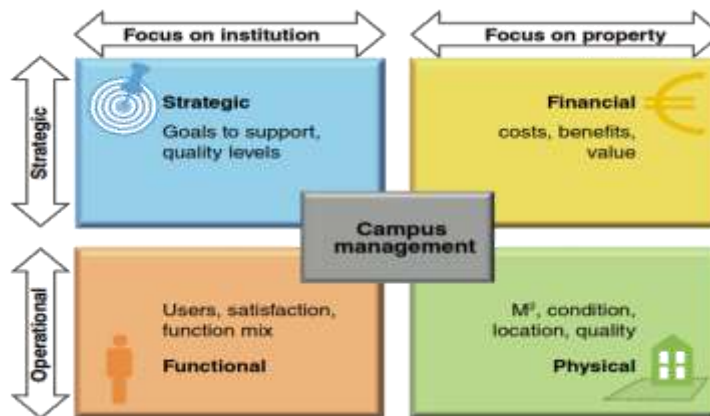 Focus on institution
Focus on property
Strategic
Strategic
Goals to support,
quality levels
Financial
costs, benefits,
value
Campus
management
Operational
Users, satisfaction,
function mix
Functional
M², condition,
location, quality
Physical